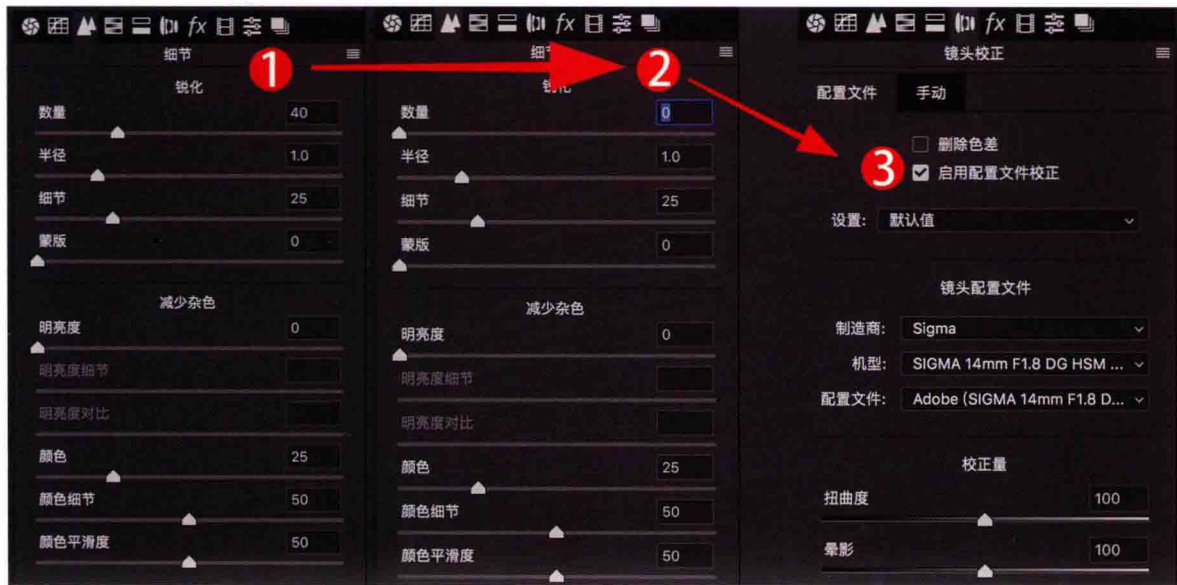 细节
锐化
数量 40
半径 1.0
细节 25
蒙版 0
减少杂色
明亮度 0
明亮度细节
明亮度对比
颜色 25
颜色细节 50
颜色平滑度 50
1
细节
锐化
数量 0
半径 1.0
细节 25
蒙版 0
减少杂色
明亮度 0
明亮度细节
明亮度对比
颜色 25
颜色细节 50
颜色平滑度 50
2
镜头校正
配置文件 手动
删除色差
3
启用配置文件校正
设置: 默认值
镜头配置文件
制造商: Sigma
机型: SIGMA 14mm F1.8 DG HSM ...
配置文件: Adobe (SIGMA 14mm F1.8 D...
校正量
扭曲度 100
晕影 100